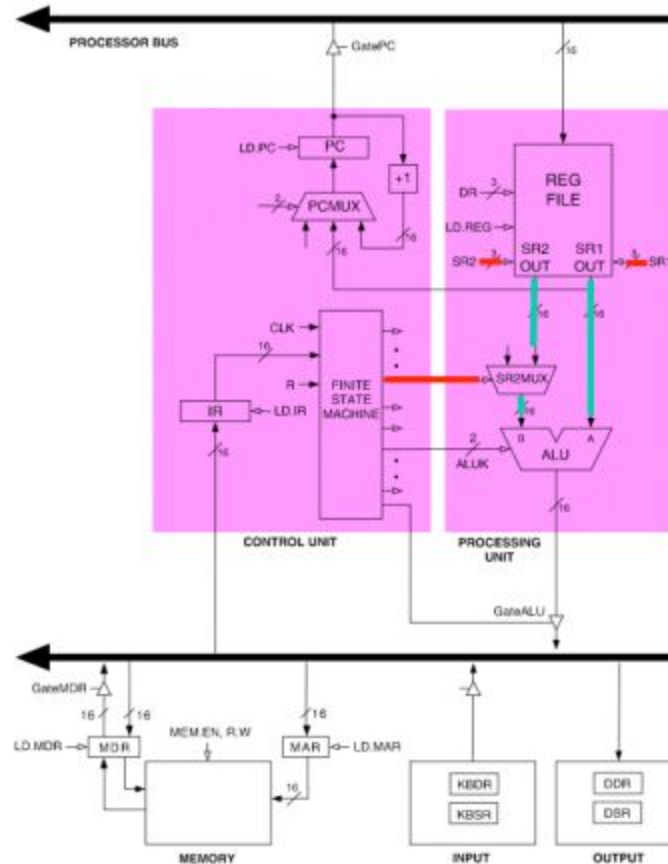 PROCESSOR BUS
GatePC
16
LD.PC
PC
+1
2
PCMUX
16
16
REG
FILE
DR
3
LD.REG
SR2
OUT
SR1
OUT
SR2
3
3
SR1
16
16
CLK
16
R
FINITE
STATE
MACHINE
IR
LD.IR
16
SR2MUX
16
B
A
ALU
2
ALUK
16
CONTROL UNIT
PROCESSING
UNIT
GateALU
GateMDR
16
16
16
MEM.EN, R.W
LD.MDR
MDR
MAR
LD.MAR
16
KBDR
KBSR
DDR
DSR
MEMORY
INPUT
OUTPUT